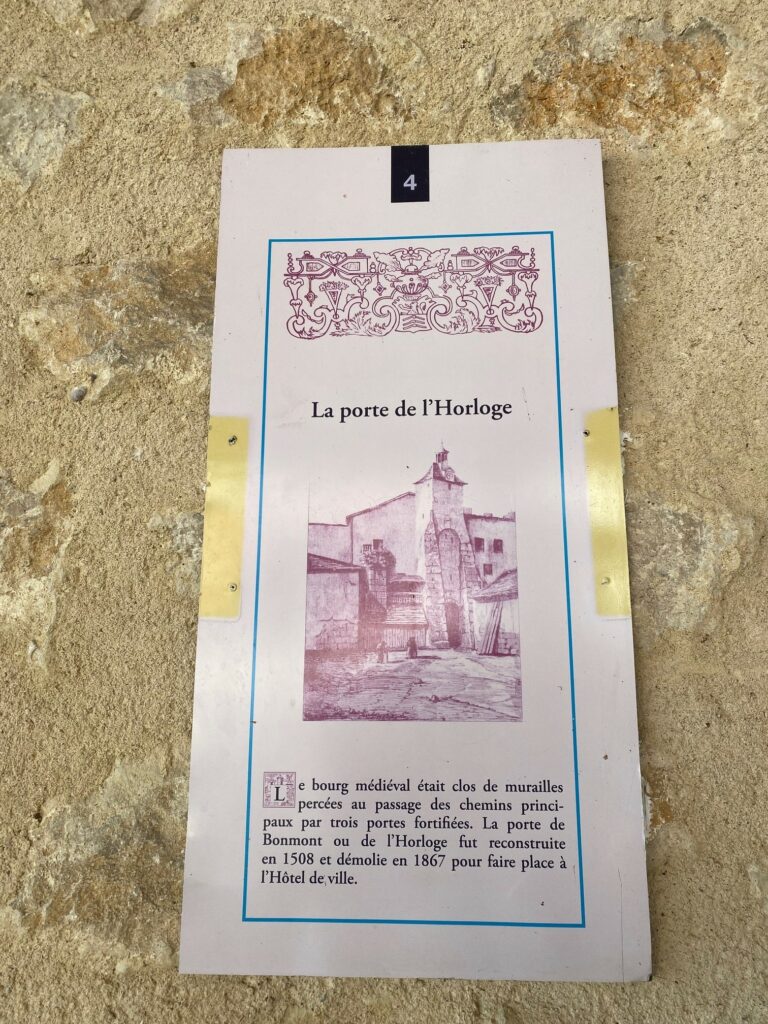 4
La porte de l'Horloge
Le bourg médiéval était clos de murailles
percées au passage des chemins princi-
paux par trois portes fortifiées. La porte de
Bonmont ou de l'Horloge fut reconstruite
en 1508 et démolie en 1867 pour faire place à
l'Hôtel de ville.